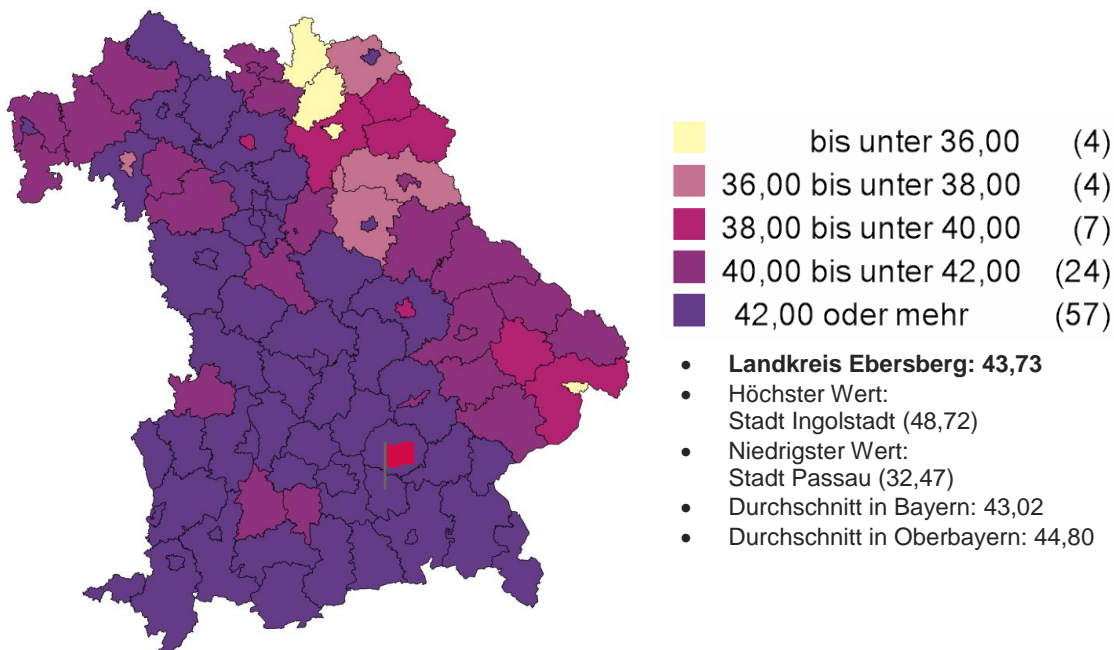 bis unter 36,00 (4)
36,00 bis unter 38,00 (4)
38,00 bis unter 40,00 (7)
40,00 bis unter 42,00 (24)
42,00 oder mehr (57)
• Landkreis Ebersberg: 43,73
• Höchster Wert:
Stadt Ingolstadt (48,72)
• Niedrigster Wert:
Stadt Passau (32,47)
• Durchschnitt in Bayern: 43,02
• Durchschnitt in Oberbayern: 44,80